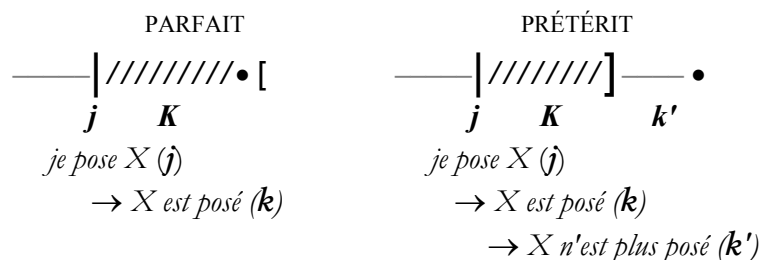 PARFAIT PRÉTÉRIT
———|/////////•[ ———|////////]———•
j K j K k'
je pose X (j) je pose X (j)
→ X est posé (k) → X est posé (k)
→ X n'est plus posé (k')